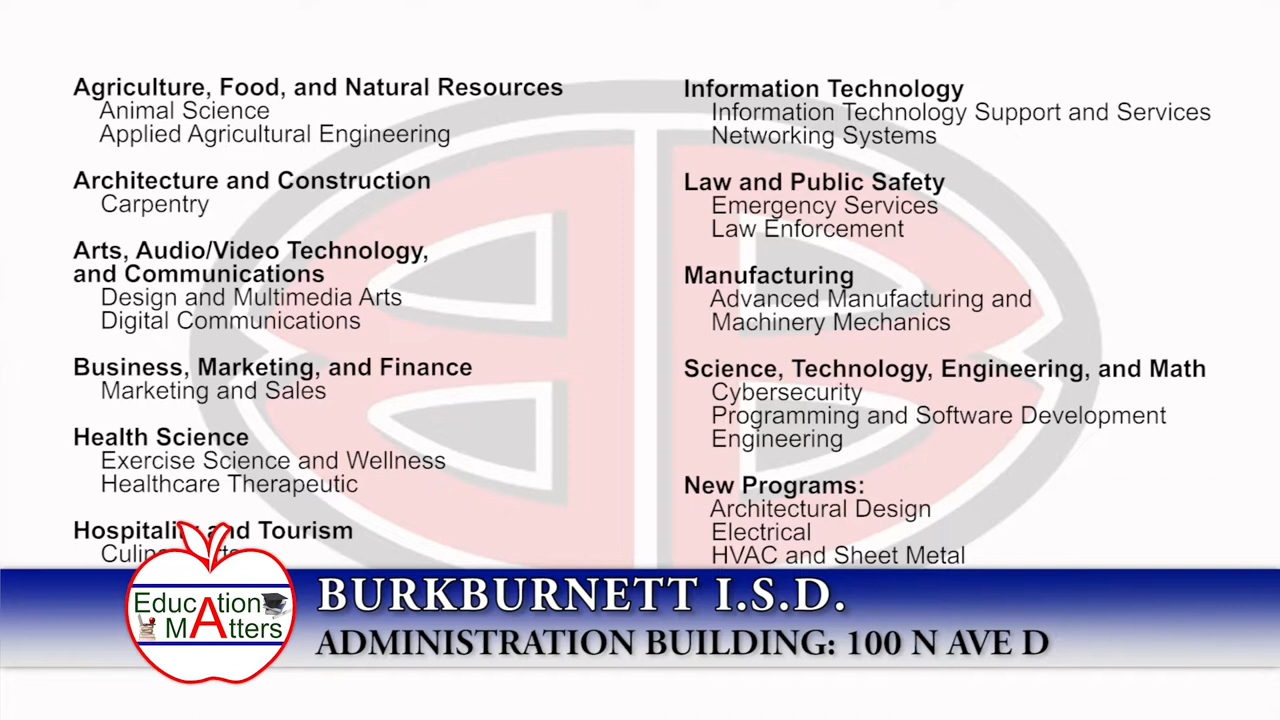 Agriculture, Food, and Natural Resources
Animal Science
Applied Agricultural Engineering
Architecture and Construction
Carpentry
Arts, Audio/Video Technology,
and Communications
Design and Multimedia Arts
Digital Communications
Business, Marketing, and Finance
Marketing and Sales
Health Science
Exercise Science and Wellness
Healthcare Therapeutic
Hospitality and Tourism
Information Technology
Information Technology Support and Services
Networking Systems
Law and Public Safety
Emergency Services
Law Enforcement
Manufacturing
Advanced Manufacturing and
Machinery Mechanics
Science, Technology, Engineering, and Math
Cybersecurity
Programming and Software Development
Engineering
New Programs:
Architectural Design
Electrical
HVAC and Sheet Metal
Education
Matters
BURKBURNETT I.S.D.
ADMINISTRATION BUILDING: 100 N AVE D